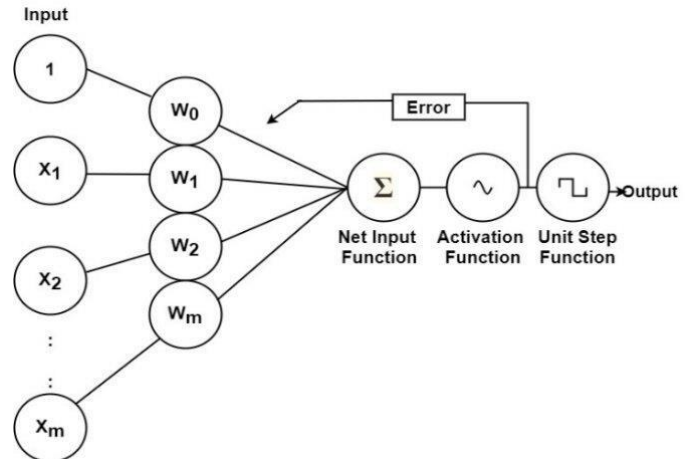 Input
1
W0
Error
X1
W1
Σ
Output
Net Input
Function
Activation
Function
Unit Step
Function
W2
X2
Wm
:
:
Xm